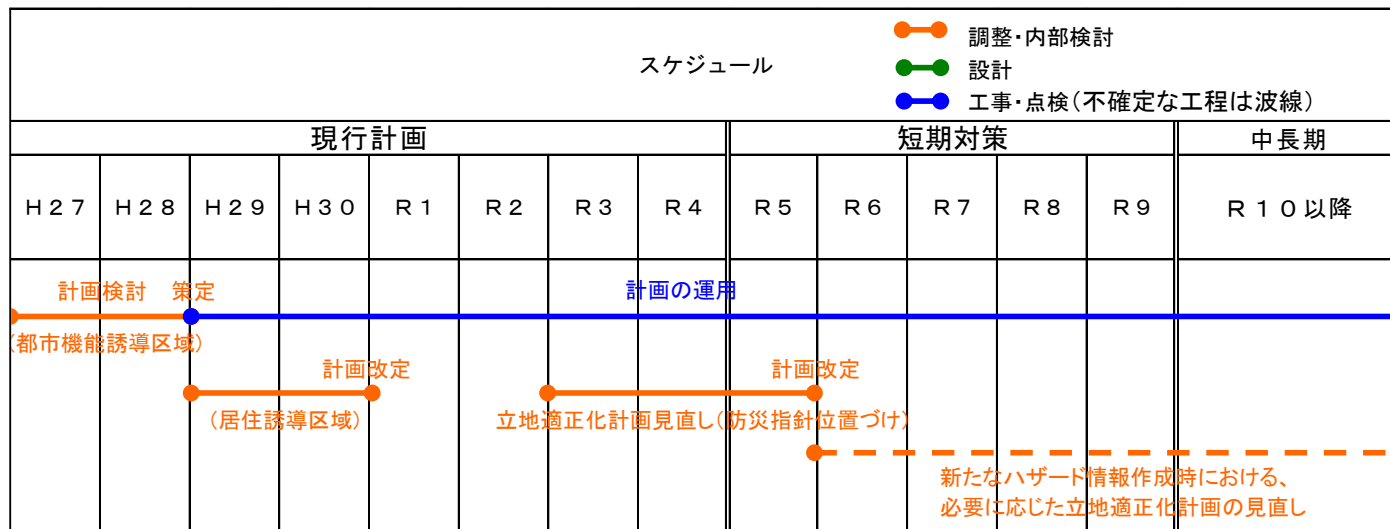 スケジュール
調整・内部検討
設計
工事・点検(不確定な工程は波線)
現行計画
短期対策
中長期
H27
H28
H29
H30
R1
R2
R3
R4
R5
R6
R7
R8
R9
R10以降
計画検討 策定
計画の運用
(都市機能誘導区域)
計画改定
計画改定
(居住誘導区域)
立地適正化計画見直し(防災指針位置づけ)
新たなハザード情報作成時における、
必要に応じた立地適正化計画の見直し